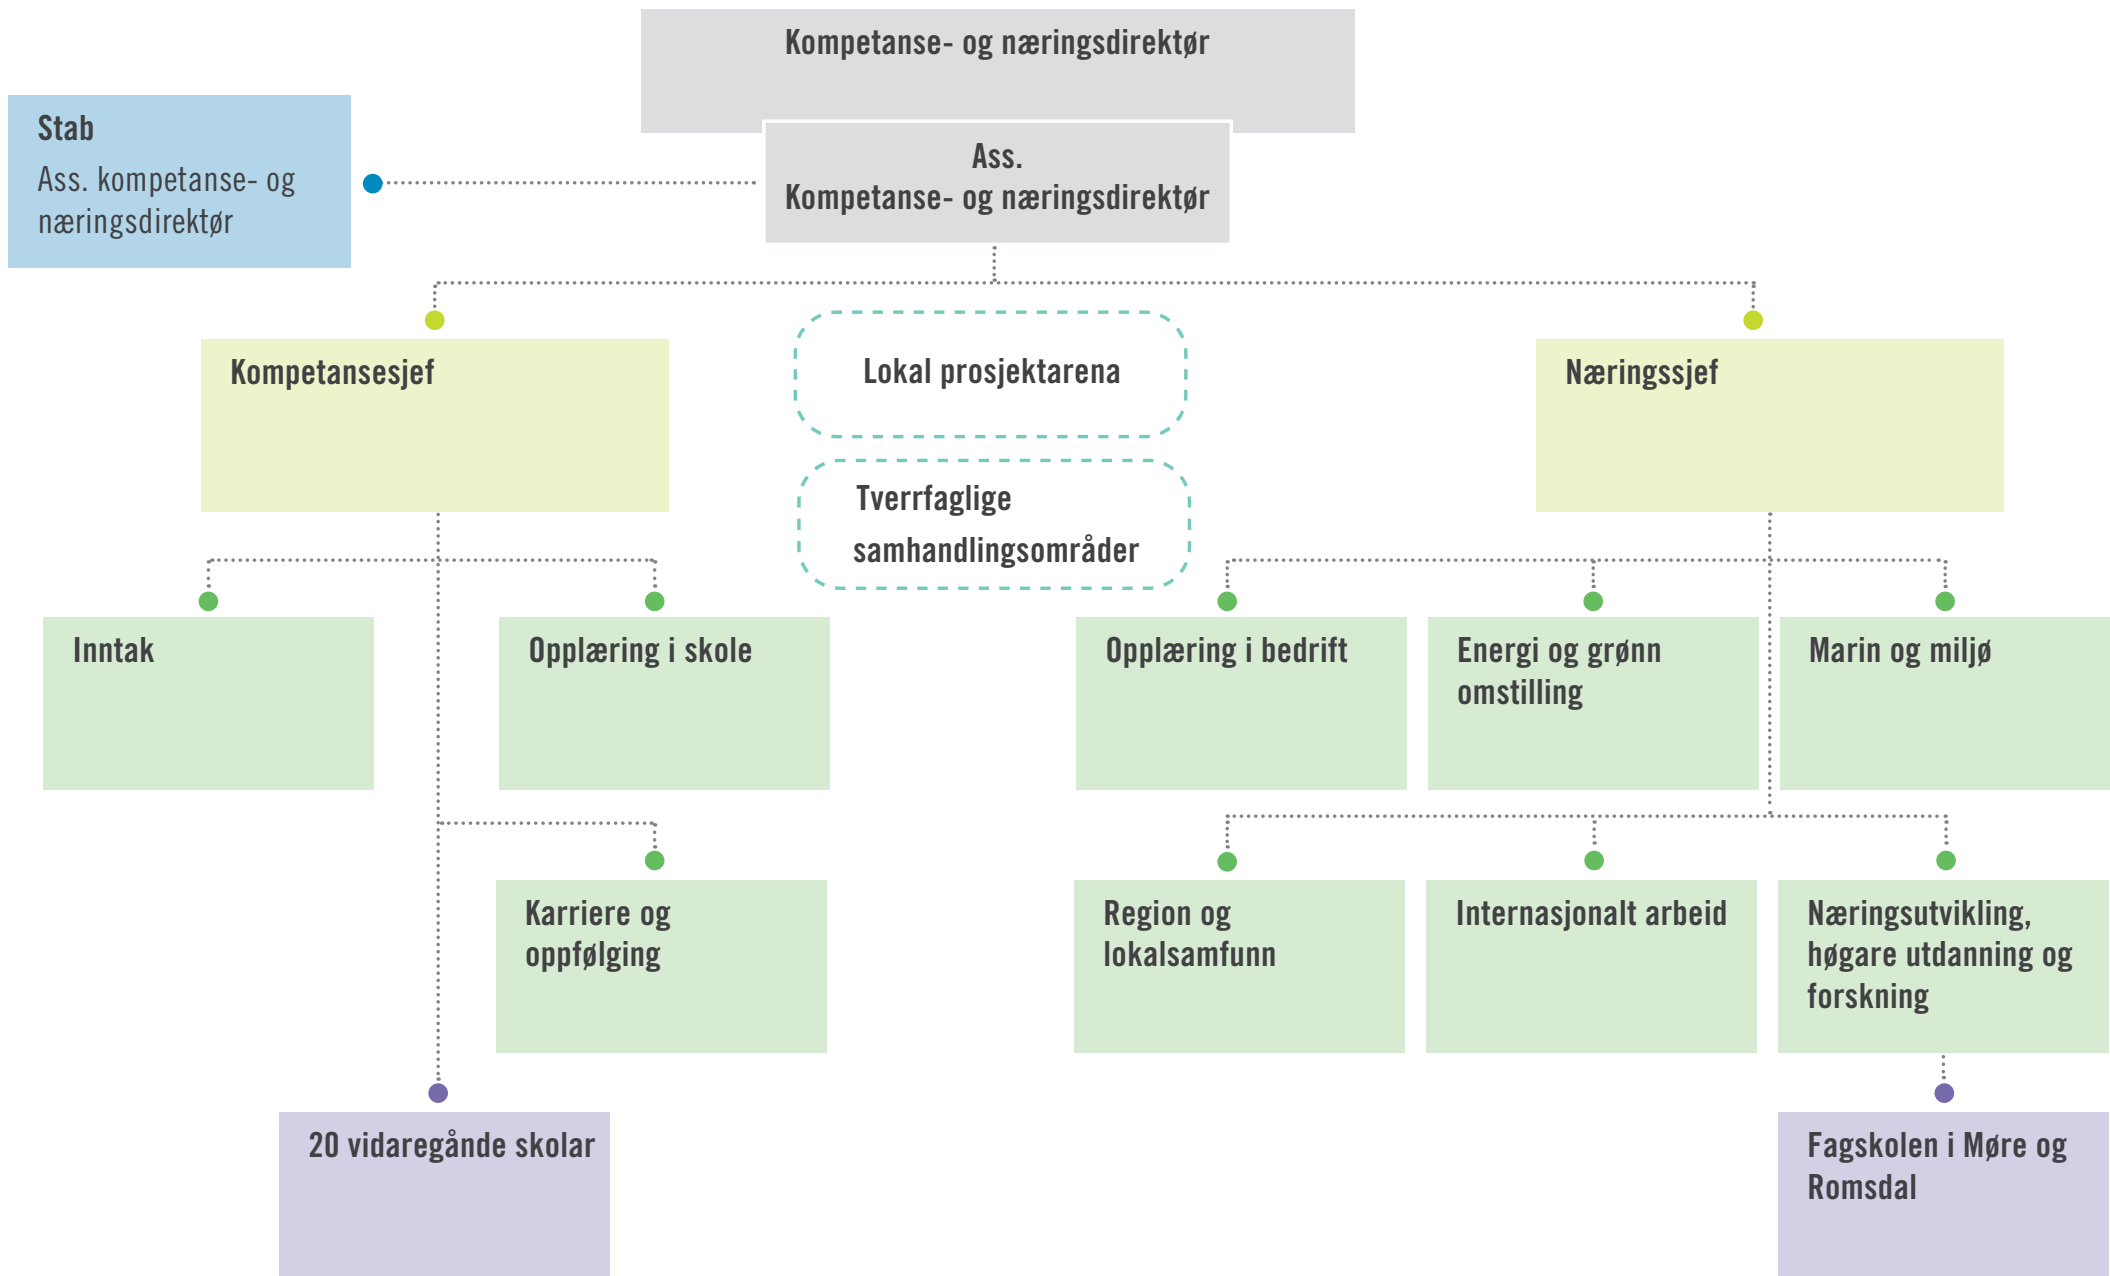 Kompetanse- og næringsdirektør
Stab
Ass. kompetanse- og
næringsdirektør
Ass.
Kompetanse- og næringsdirektør
Kompetansesjef
Lokal prosjektarena
Næringssjef
Tverrfaglige
samhandlingsområder
Inntak
Opplæring i skole
Opplæring i bedrift
Energi og grønn
omstilling
Marin og miljø
Karriere og
oppfølging
Region og
lokalsamfunn
Internasjonalt arbeid
Næringsutvikling,
høgare utdanning og
forskning
20 vidaregånde skolar
Fagskolen i Møre og
Romsdal